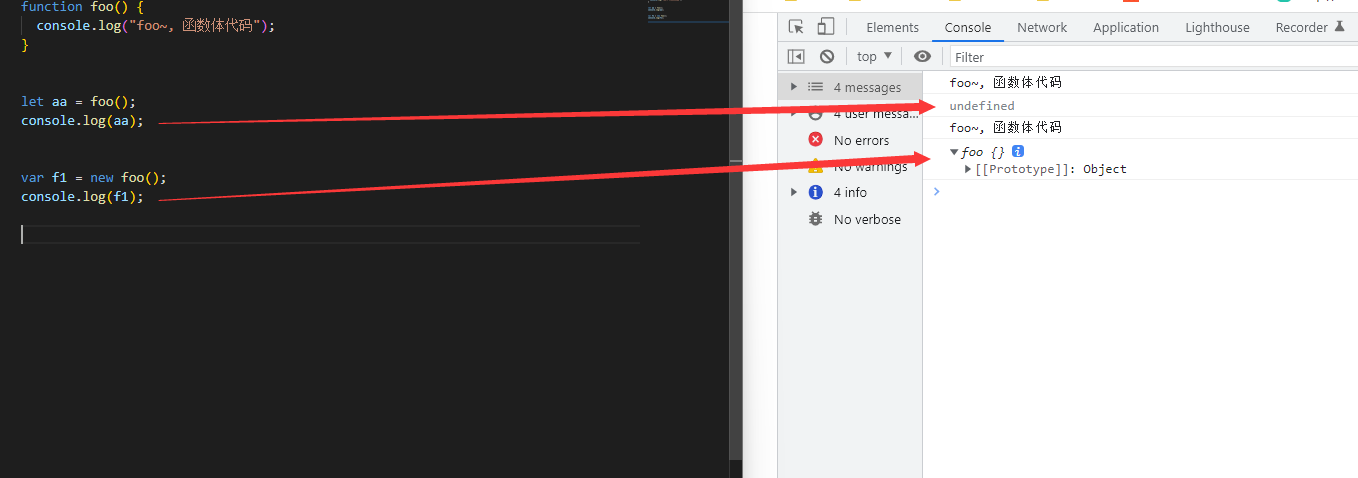 function foo() {
console.log("foo~, 函数体代码");
}
let aa = foo();
console.log(aa);
var f1 = new foo();
console.log(f1);
Elements Console Network Application Lighthouse Recorder
top Filter
4 messages
4 user messa...
No errors
No warnings
4 info
No verbose
foo~, 函数体代码
undefined
foo~, 函数体代码
foo {} i
[[Prototype]]: Object